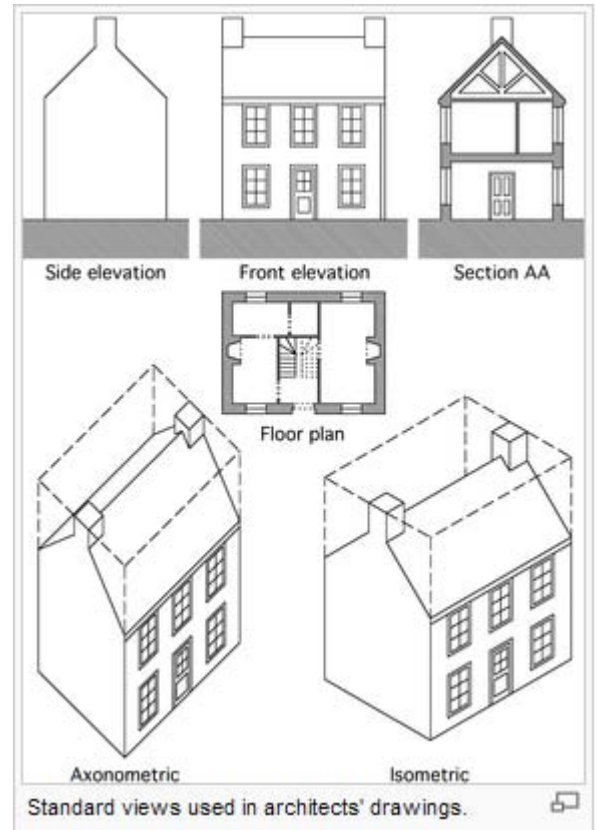 Side elevation
Front elevation
Section AA
Floor plan
Axonometric
Isometric
Standard views used in architects' drawings.